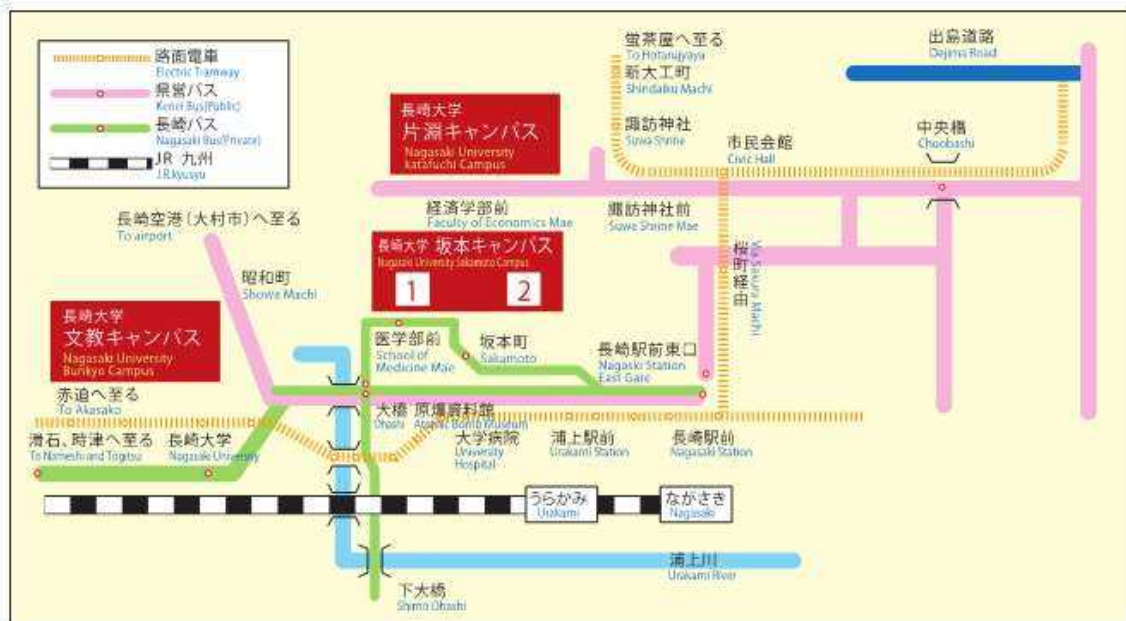 路面電車
Electric Tramway
県営バス
Kenei Bus(Public)
長崎バス
Nagasaki Bus(Private)
JR 九州
J.R.kyusyu
蛍茶屋へ至る
To Hotarujyaya
新大工町
Shindaiku Machi
諏訪神社
Suwa Shrine
出島道路
Dejima Road
市民会館
Civic Hall
中央橋
Chuobashi
長崎大学
片淵キャンパス
Nagasaki University
katafuchi Campus
経済学部前
Faculty of Economics Mae
諏訪神社前
Suwa Shrine Mae
長崎空港(大村市)へ至る
To airport
昭和町
Showa Machi
長崎大学 坂本キャンパス
Nagasaki University Sakamoto Campus
1
2
桜町経由
Via Sakura Machi
長崎大学
文教キャンパス
Nagasaki University
Bunkyo Campus
医学部前
School of
Medicine Mae
坂本町
Sakamoto
長崎駅前東口
Nagaski Station
East Gate
赤迫へ至る
To Akasako
大橋
Ohashi
原爆資料館
Atomic Bomb Museum
滑石、時津へ至る
To Nameshi and Togitsu
長崎大学
Nagasaki University
大学病院
University
Hospital
浦上駅前
Urakami Station
長崎駅前
Nagasaki Station
うらかみ
Urakami
ながさき
Nagasaki
浦上川
Urakami River
下大橋
Shimo Ohashi